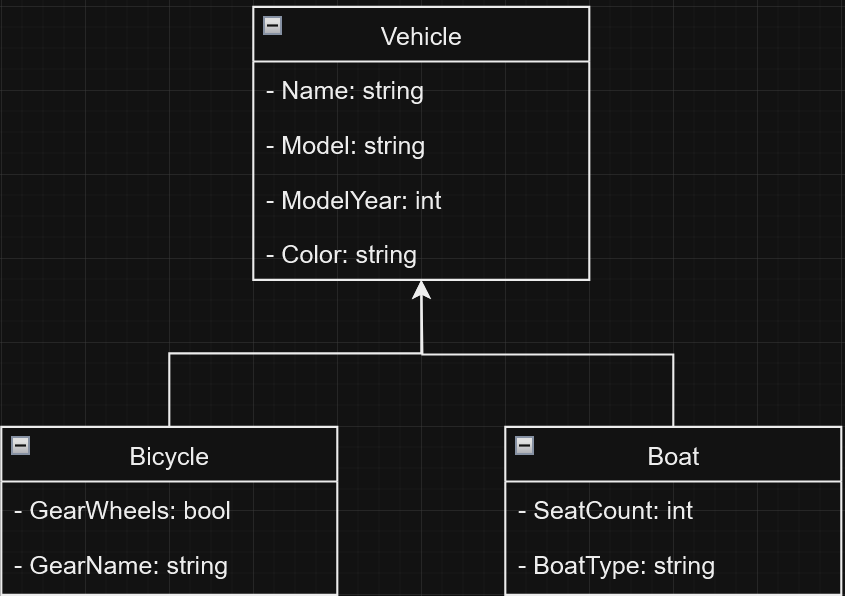 Vehicle
- Name: string
- Model: string
- ModelYear: int
- Color: string
Bicycle
- GearWheels: bool
- GearName: string
Boat
- SeatCount: int
- BoatType: string